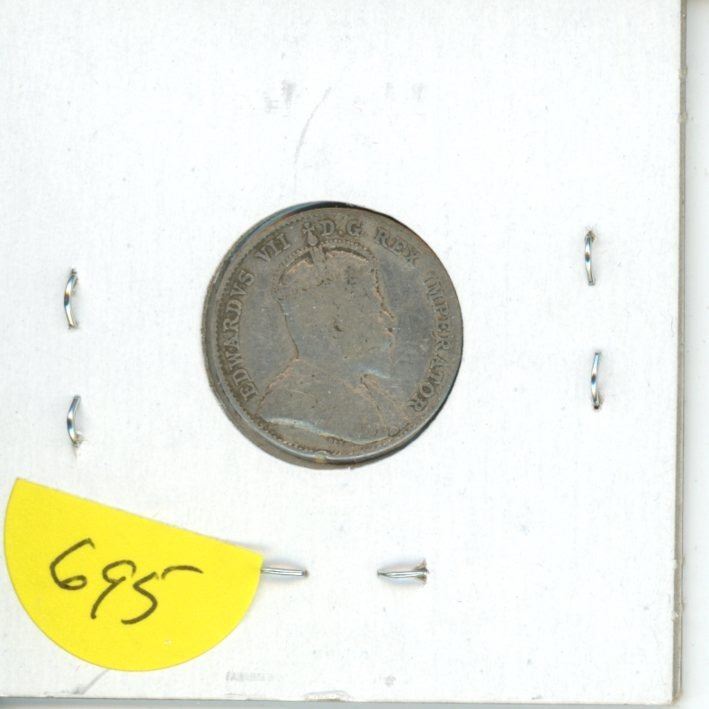 EDWARDVS VII D.G. REX IMPERATOR
695